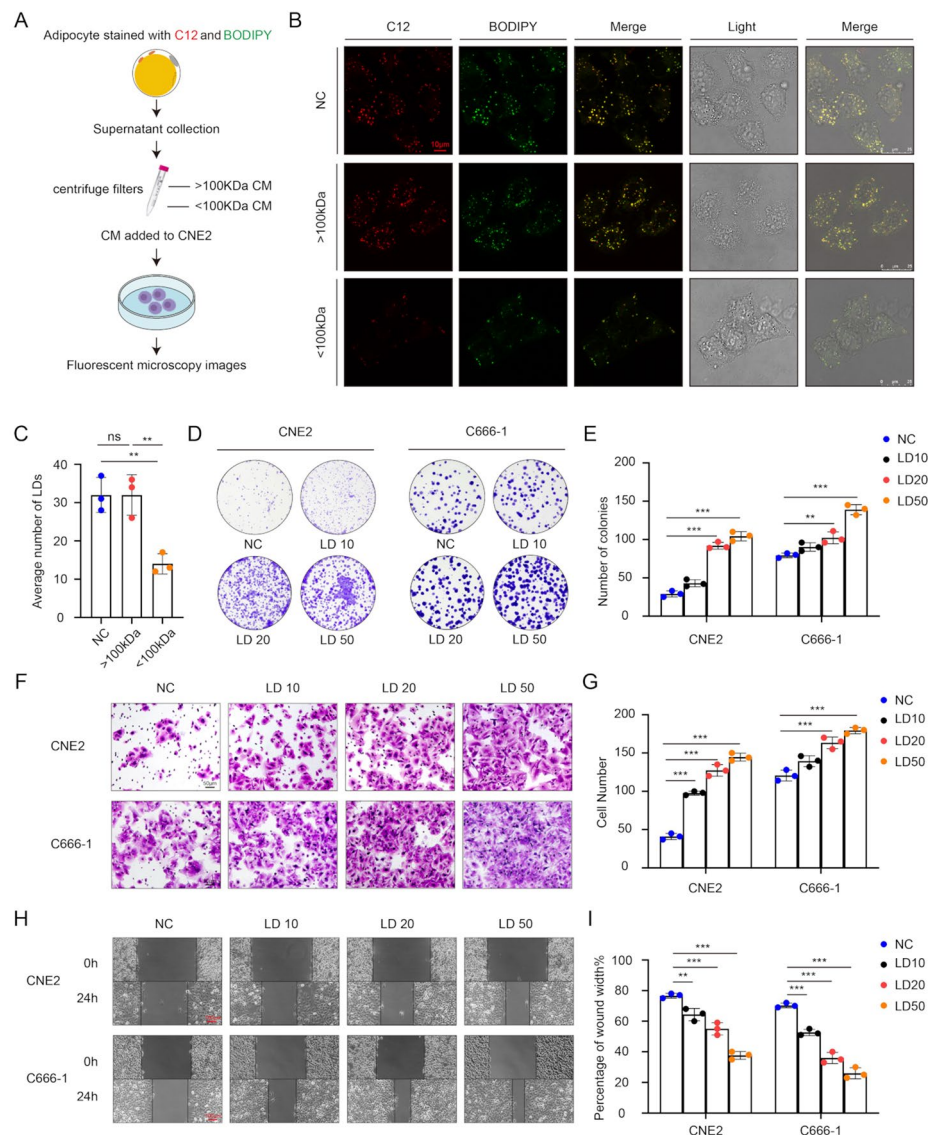 A
Adipocyte stained with C12 and BODIPY
Supernatant collection
centrifuge filters
>100KDa CM
<100KDa CM
CM added to CNE2
Fluorescent microscopy images
B
C12 BODIPY Merge Light Merge
NC
10μm
>100kDa
<100kDa
C
ns **
**
Average number of LDs
40
30
20
10
0
NC >100kDa <100kDa
D
CNE2 C666-1
NC LD 10 NC LD 10
LD 20 LD 50 LD 20 LD 50
E
NC
LD10
LD20
LD50
Number of colonies
200
150
100
50
0
***
***
***
**
CNE2 C666-1
F
NC LD 10 LD 20 LD 50
CNE2
C666-1
G
NC
LD10
LD20
LD50
Cell Number
200
150
100
50
0
***
***
***
***
***
CNE2 C666-1
H
NC LD 10 LD 20 LD 50
CNE2
0h
24h
C666-1
0h
24h
I
NC
LD10
LD20
LD50
Percentage of wound width%
100
80
60
40
20
0
***
***
**
***
***
***
CNE2 C666-1